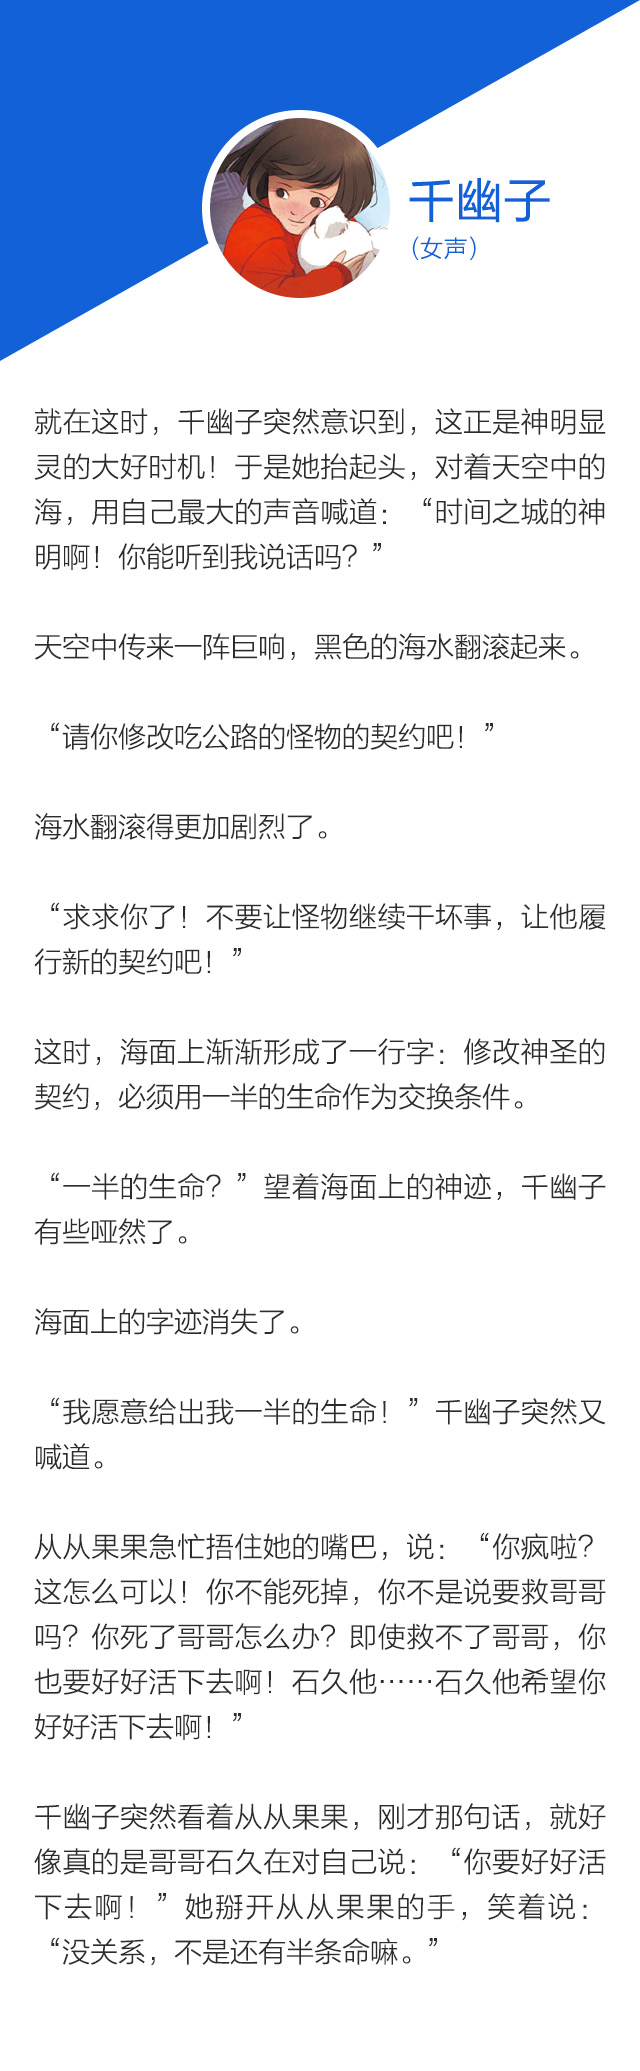 千幽子
（女声）
就在这时，千幽子突然意识到，这正是神明显
灵的大好时机！于是她抬起头，对着天空中的
海，用自己最大的声音喊道：“时间之城的神
明啊！你能听到我说话吗？”
天空中传来一阵巨响，黑色的海水翻滚起来。
“请你修改吃公路的怪物的契约吧！”
海水翻滚得更加剧烈了。
“求求你了！不要让怪物继续干坏事，让他履
行新的契约吧！”
这时，海面上渐渐形成了一行字：修改神圣的
契约，必须用一半的生命作为交换条件。
“一半的生命？”望着海面上的神迹，千幽子
有些哑然了。
海面上的字迹消失了。
“我愿意给出我一半的生命！”千幽子突然又
喊道。
从从果果急忙捂住她的嘴巴，说：“你疯啦？
这怎么可以！你不能死掉，你不是说要救哥哥
吗？你死了哥哥怎么办？即使救不了哥哥，你
也要好好活下去啊！石久他……石久他希望你
好好活下去啊！”
千幽子突然看着从从果果，刚才那句话，就好
像真的是哥哥石久在对自己说：“你要好好活
下去啊！”她掰开从从果果的手，笑着说：
“没关系，不是还有半条命嘛。”